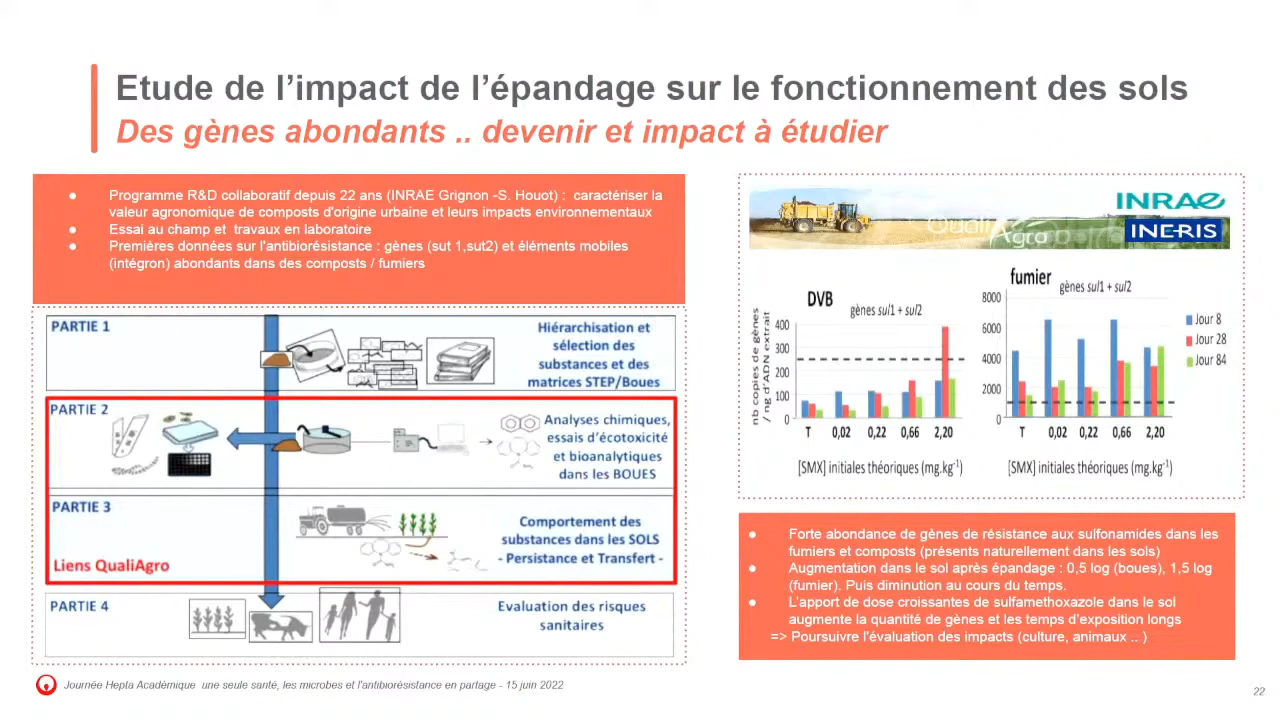 Etude de l'impact de l'épandage sur le fonctionnement des sols
Des gènes abondants .. devenir et impact à étudier
● Programme R&D collaboratif depuis 22 ans (INRAE Grignon -S. Houot) : caractériser la
valeur agronomique de composts d'origine urbaine et leurs impacts environnementaux
● Essai au champ et travaux en laboratoire
● Premières données sur l'antibiorésistance : gènes (sut 1,sut2) et éléments mobiles
(intégron) abondants dans des composts / fumiers
PARTIE 1
Hiérarchisation et
sélection des
substances et des
matrices STEP/Boues
PARTIE 2
Analyses chimiques,
essais d'écotoxicité
et bioanalytiques
dans les BOUES
PARTIE 3
Comportement des
substances dans les SOLS
- Persistance et Transfert -
Liens QualiAgro
PARTIE 4
Evaluation des risques
sanitaires
INRAE
QualiAgro
INE-RIS
DVB
gènes sul1 + sul2
nb copies de gènes
/ ng d'ADN extrait
400
300
200
100
0
T 0,02 0,22 0,66 2,20
[SMX] initiales théoriques (mg.kg-1)
fumier
gènes sul1 + sul2
8000
6000
4000
2000
0
T 0,02 0,22 0,66 2,20
[SMX] initiales théoriques (mg.kg-1)
Jour 8
Jour 28
Jour 84
● Forte abondance de gènes de résistance aux sulfonamides dans les
fumiers et composts (présents naturellement dans les sols)
● Augmentation dans le sol après épandage : 0,5 log (boues), 1,5 log
(fumier). Puis diminution au cours du temps.
● L'apport de dose croissantes de sulfamethoxazole dans le sol
augmente la quantité de gènes et les temps d'exposition longs
=> Poursuivre l'évaluation des impacts (culture, animaux .. )
Journée Hepta Académique une seule santé, les microbes et l'antibiorésistance en partage - 15 juin 2022
22